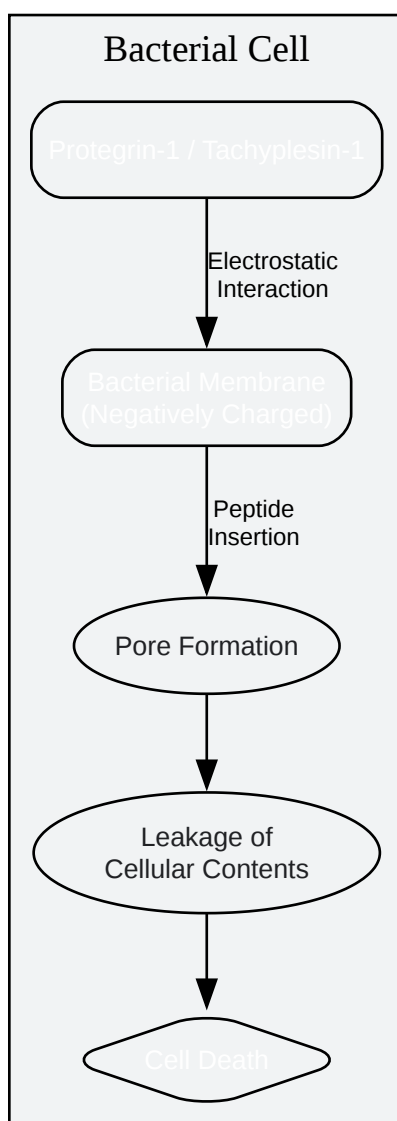 Bacterial Cell
Protegrin-1 / Tachyplesin-1
Electrostatic
Interaction
Bacterial Membrane
(Negatively Charged)
Peptide
Insertion
Pore Formation
Leakage of
Cellular Contents
Cell Death